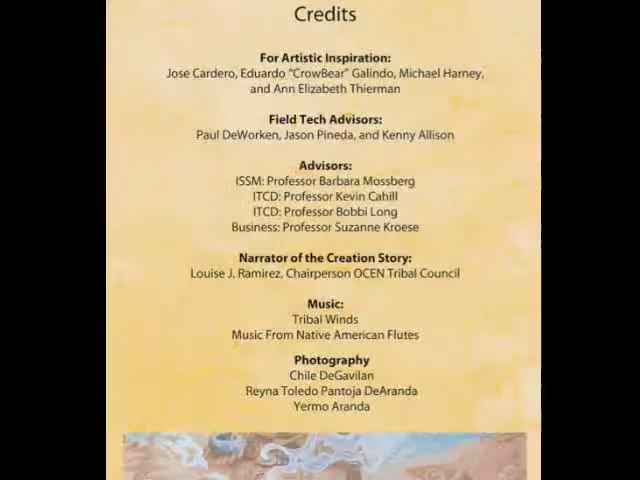 Credits
For Artistic Inspiration:
Jose Cardero, Eduardo “CrowBear” Galindo, Michael Harney,
and Ann Elizabeth Thierman
Field Tech Advisors:
Paul DeWorken, Jason Pineda, and Kenny Allison
Advisors:
ISSM: Professor Barbara Mossberg
ITCD: Professor Kevin Cahill
ITCD: Professor Bobbi Long
Business: Professor Suzanne Kroese
Narrator of the Creation Story:
Louise J. Ramirez, Chairperson OCEN Tribal Council
Music:
Tribal Winds
Music From Native American Flutes
Photography
Chile DeGavilan
Reyna Toledo Pantoja DeAranda
Yermo Aranda